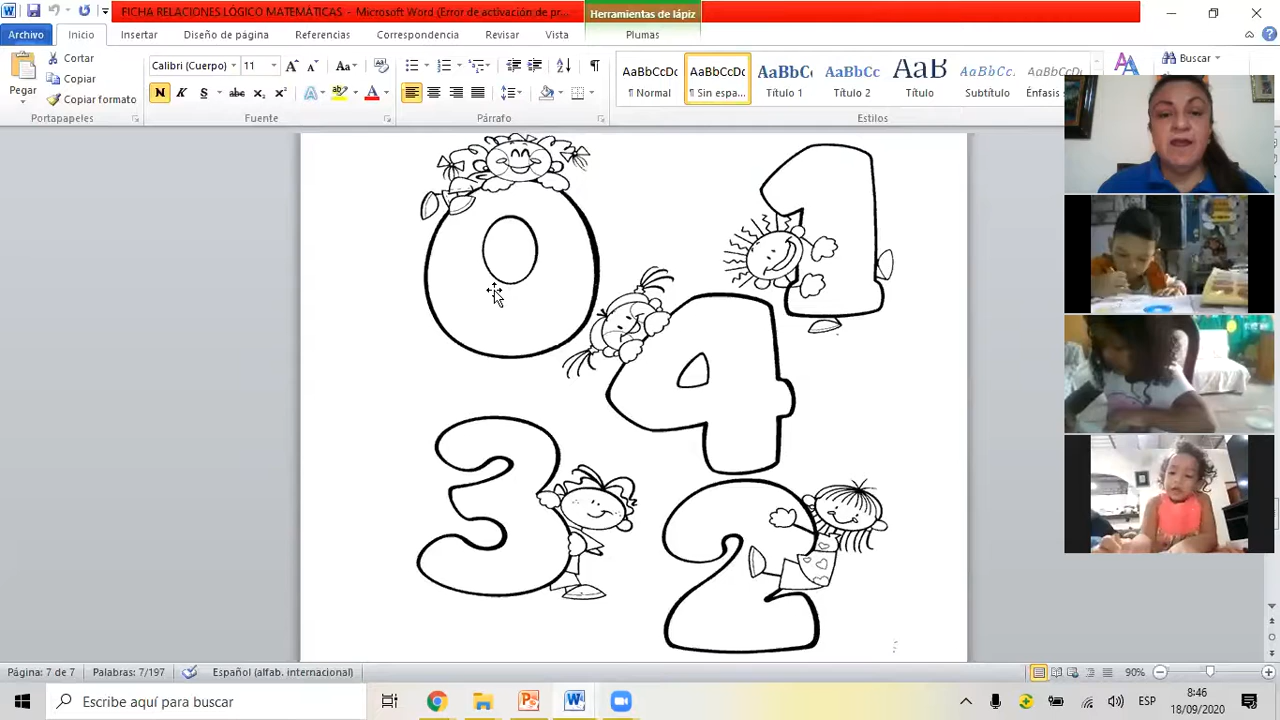 FICHA RELACIONES LÓGICO MATEMÁTICAS - Microsoft Word (Error de activación de pr...
Herramientas de lápiz
Archivo Inicio Insertar Diseño de página Referencias Correspondencia Revisar Vista Plumas
Cortar
Copiar
Copiar formato
Pegar
Portapapeles
Calibri (Cuerpo) 11
Fuente
Párrafo
AaBbCcDc AaBbCcDc AaBbC AaBbCc AaB AaBbCc AaBbCcDc
¶ Normal ¶ Sin espa... Título 1 Título 2 Título Subtítulo Énfasis
Estilos
Buscar
0 1
4
3 2
Página: 7 de 7 Palabras: 7/197 Español (alfab. internacional) 90%
Escribe aquí para buscar
ESP
8:46
18/09/2020